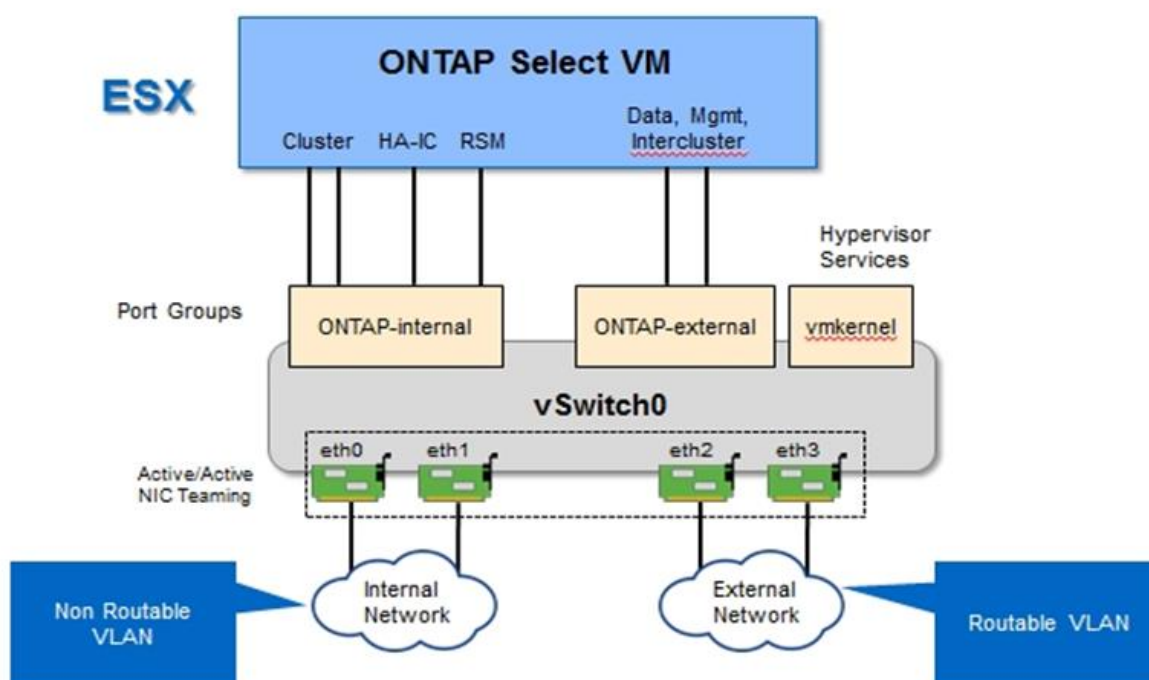 ONTAP Select VM
ESX
Cluster HA-IC RSM
Data, Mgmt,
Intercluster
Hypervisor
Services
Port Groups
ONTAP-internal
ONTAP-external
vmkernel
vSwitch0
eth0 eth1 eth2 eth3
Active/Active
NIC Teaming
Internal
Network
External
Network
Non Routable
VLAN
Routable VLAN